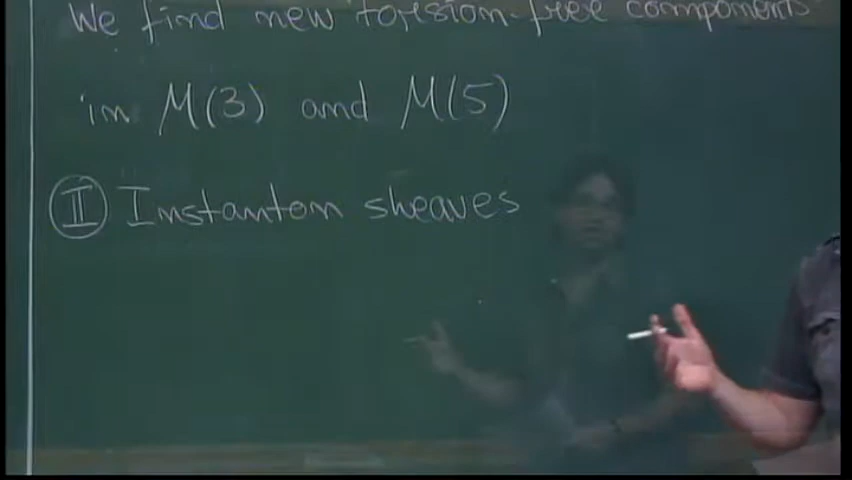 We find new torsion-free components
in M(3) and M(5)
II Instanton sheaves